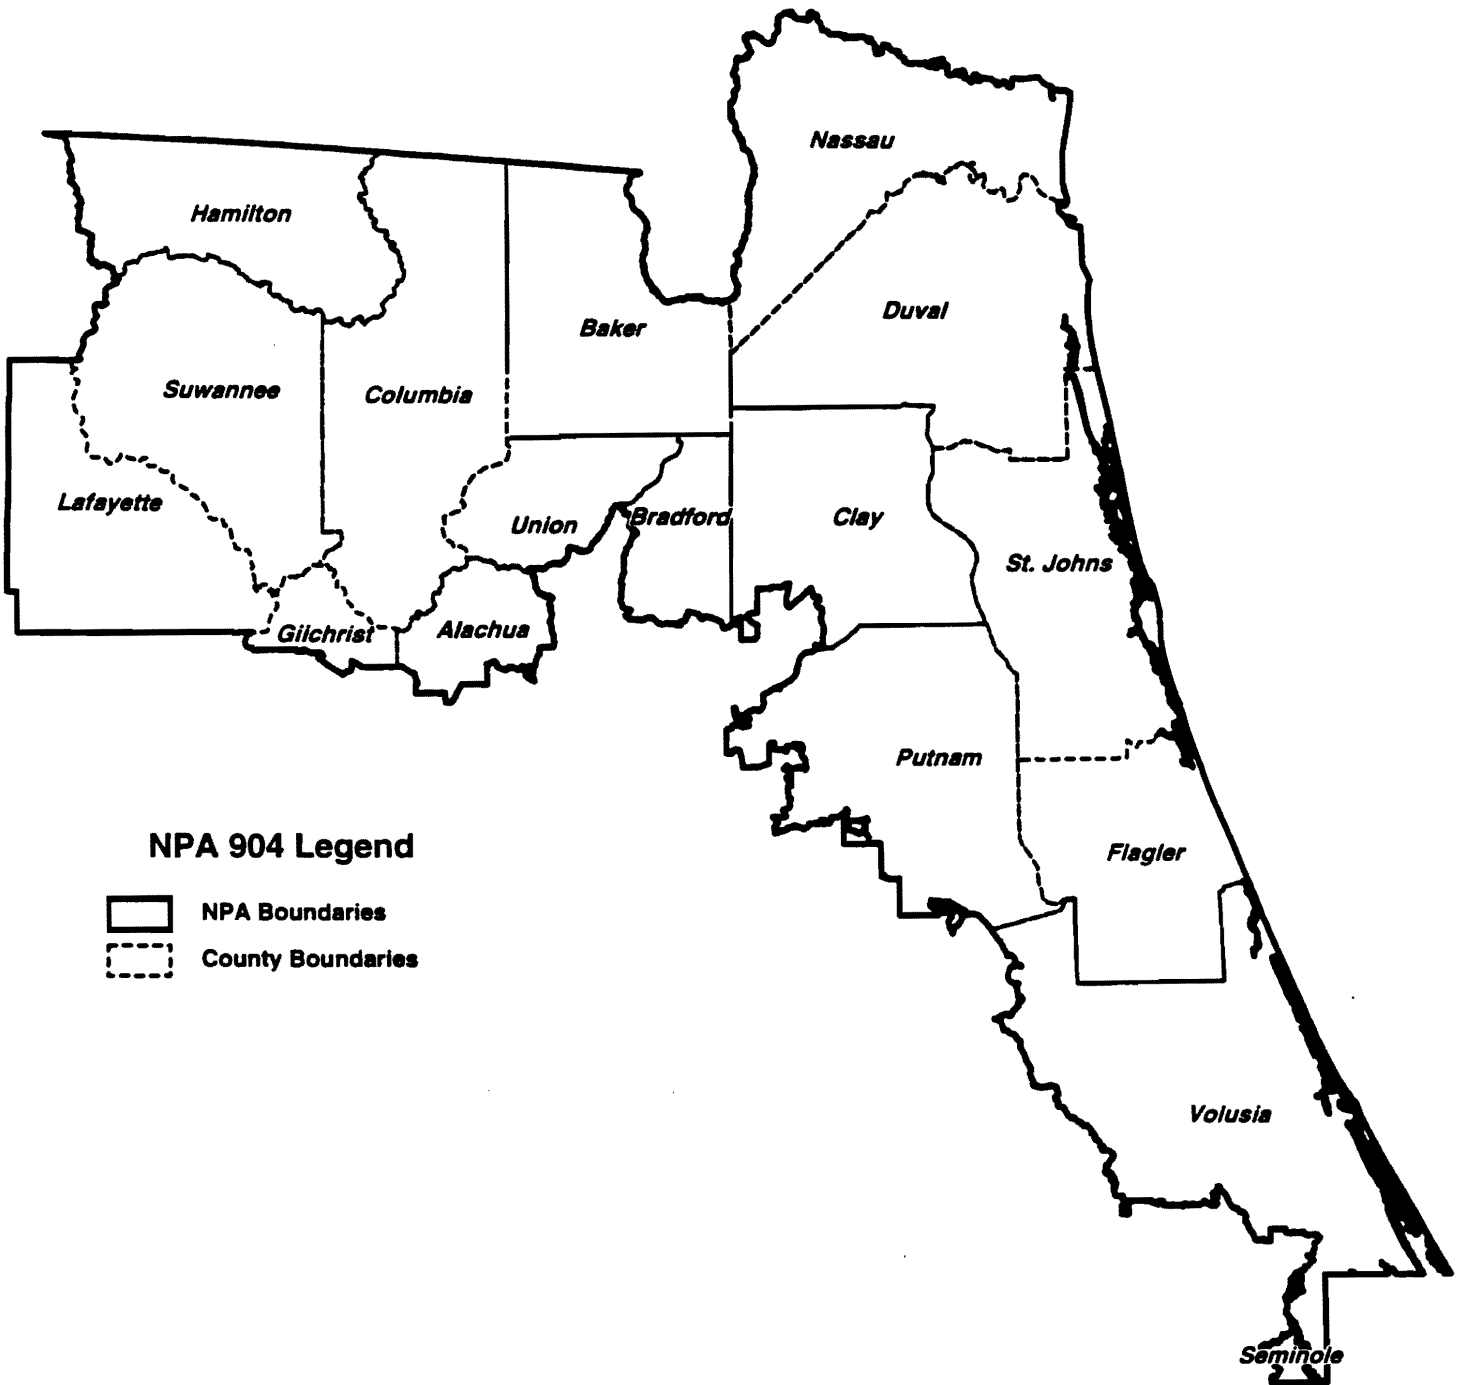 Nassau
Hamilton
Duval
Baker
Suwannee
Columbia
Lafayette
Union
Bradford
Clay
St. Johns
Gilchrist
Alachua
Putnam
NPA 904 Legend
Flagler
NPA Boundaries
County Boundaries
Volusia
Seminole